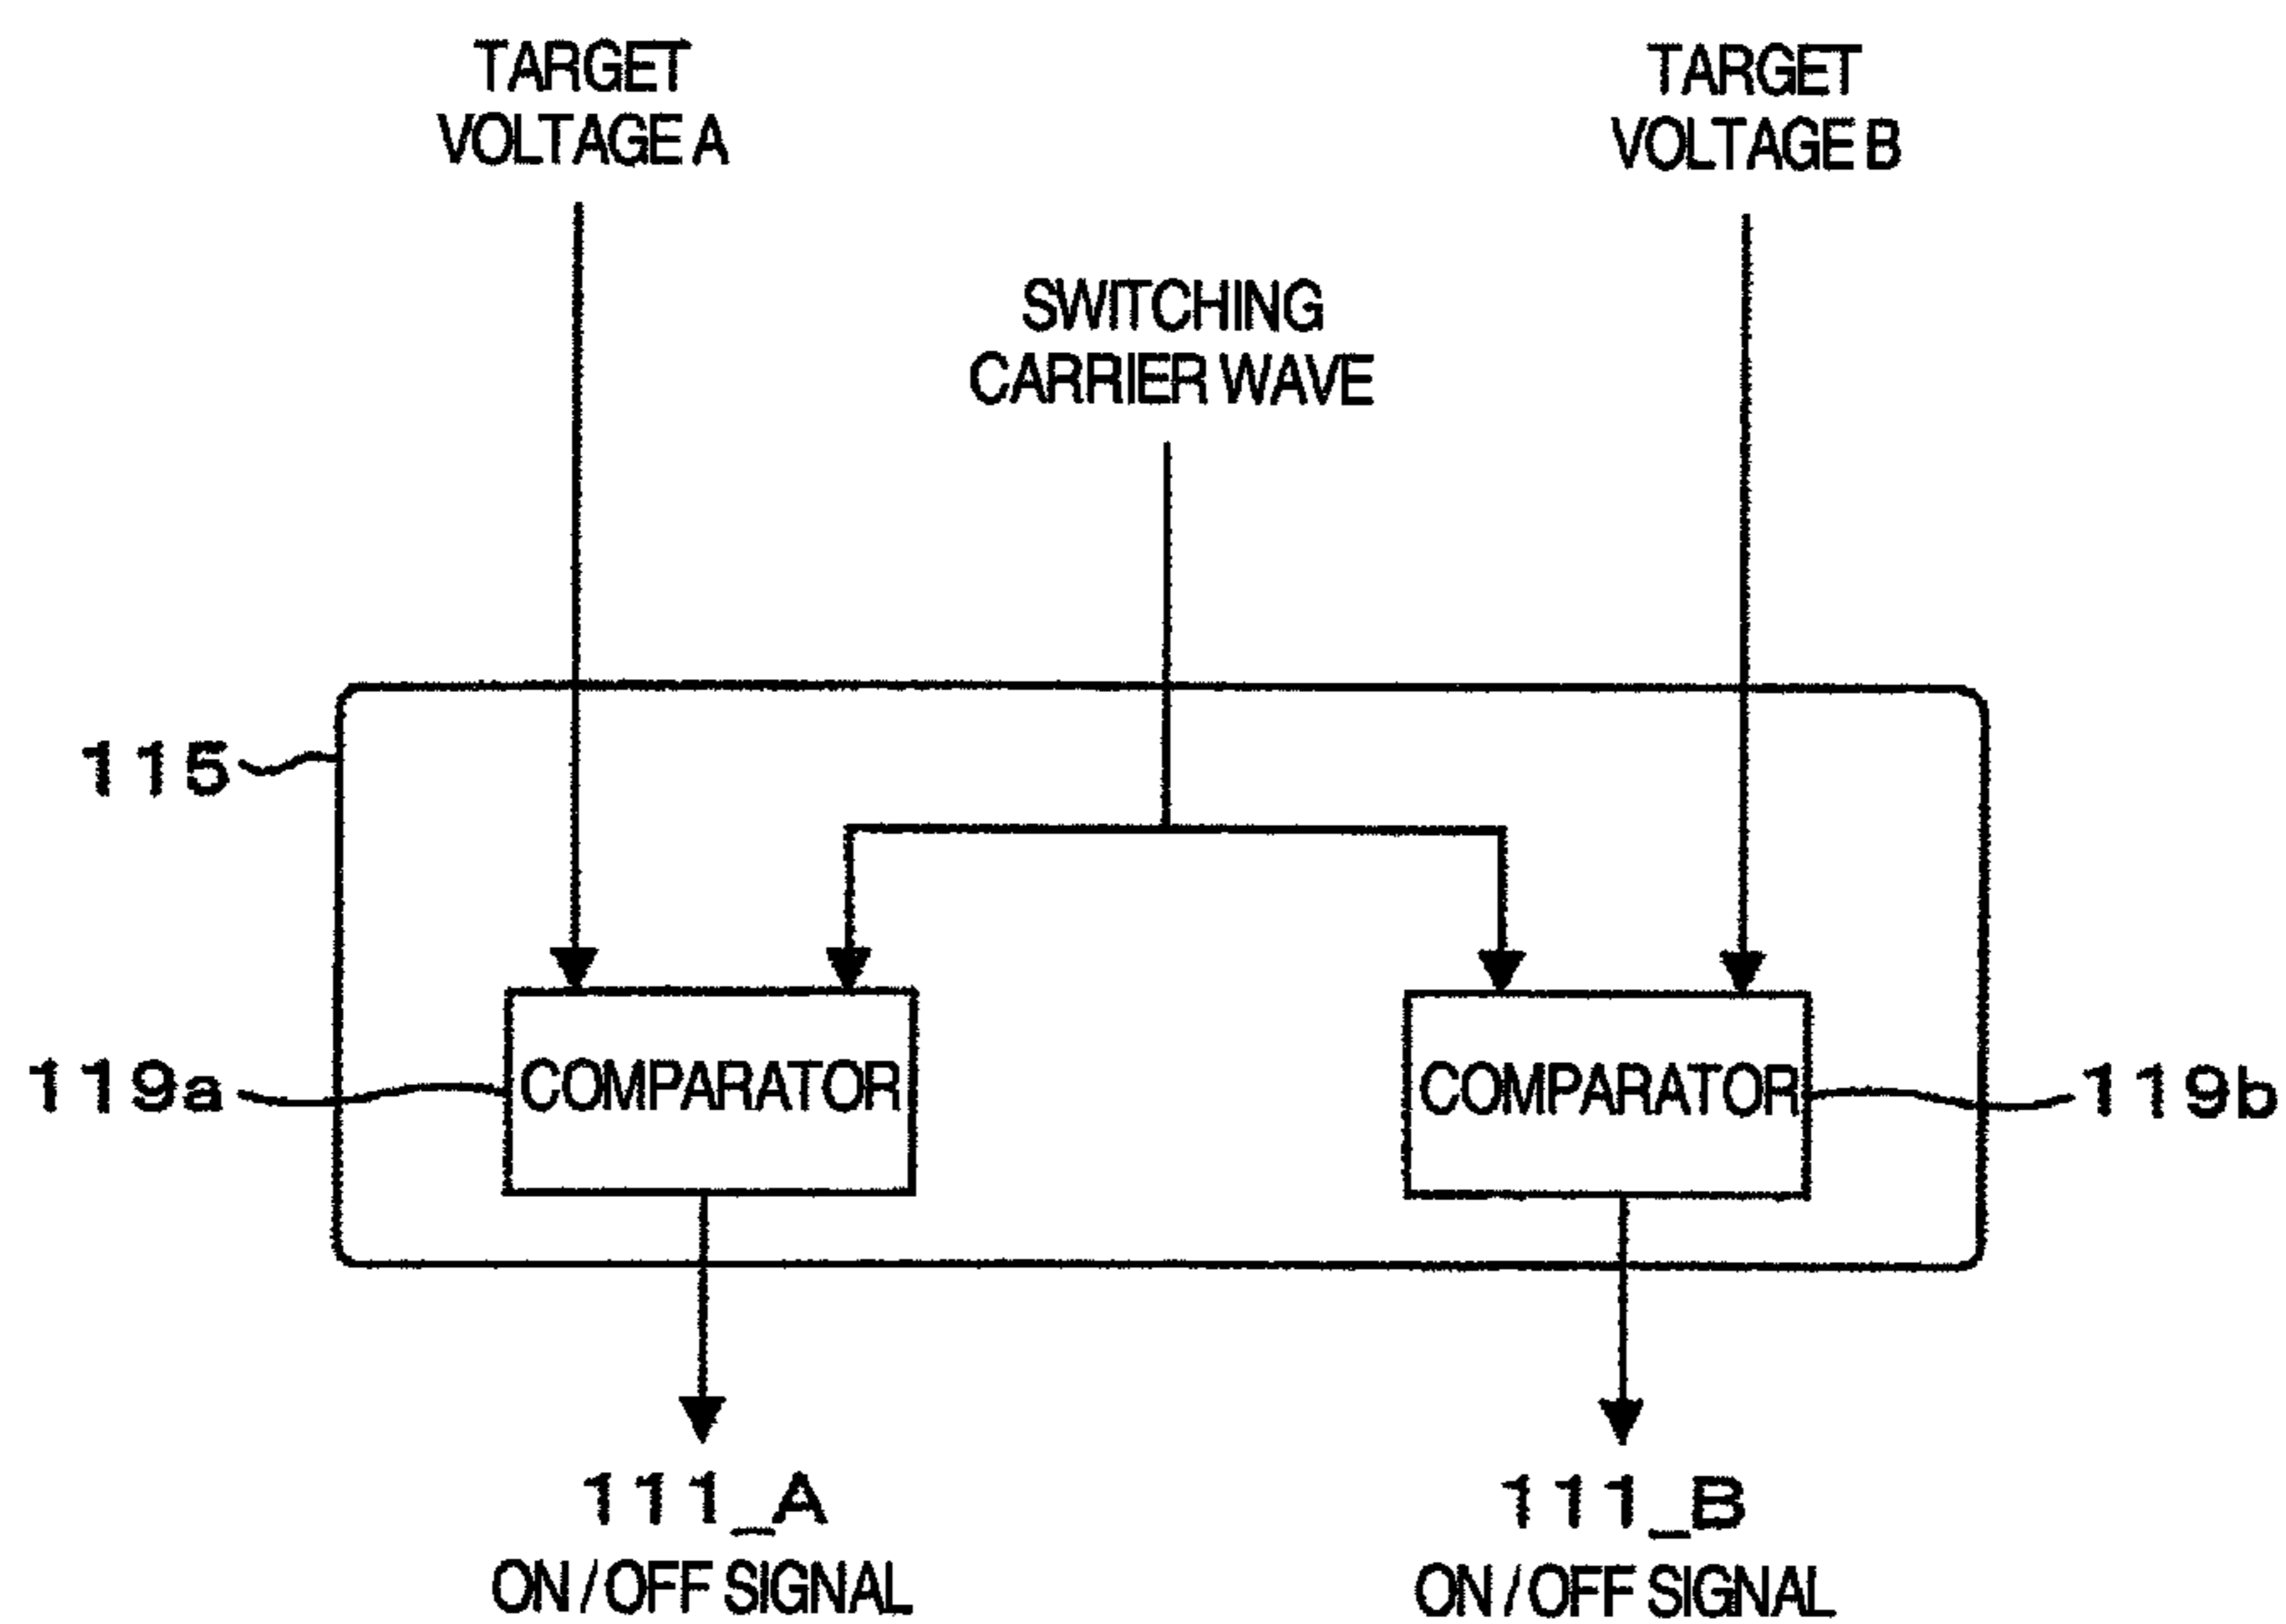 TARGET
VOLTAGE A
TARGET
VOLTAGE B
SWITCHING
CARRIER WAVE
115
119a
COMPARATOR
COMPARATOR
119b
111_A
ON / OFF SIGNAL
111_B
ON / OFF SIGNAL